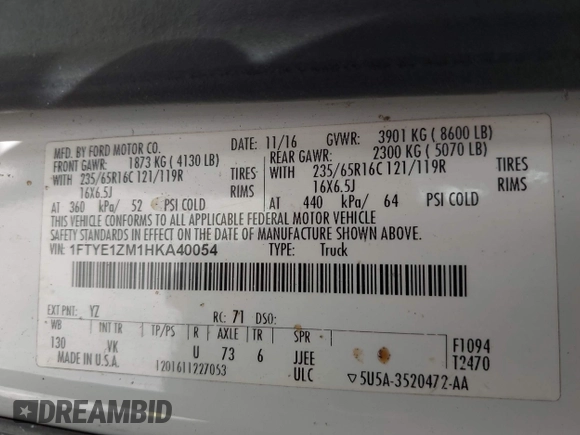 MFD. BY FORD MOTOR CO.
DATE: 11/16 GVWR: 3901 KG ( 8600 LB)
FRONT GAWR: 1873 KG ( 4130 LB)
REAR GAWR: 2300 KG ( 5070 LB)
WITH 235/65R16C 121/119R TIRES
WITH 235/65R16C 121/119R TIRES
16X6.5J RIMS
16X6.5J RIMS
AT 360 kPa/ 52 PSI COLD
AT 440 kPa/ 64 PSI COLD
THIS VEHICLE CONFORMS TO ALL APPLICABLE FEDERAL MOTOR VEHICLE
SAFETY STANDARDS IN EFFECT ON THE DATE OF MANUFACTURE SHOWN ABOVE.
VIN: 1FTYE1ZM1HKA40054 TYPE: Truck
EXT PNT: YZ RC: 71 DSO:
WB INT TR TP/PS R AXLE TR SPR
130 VK U 73 6 JJEE
F1094
T2470
MADE IN U.S.A. 1201611227053 ULC
▽5U5A-3520472-AA
DREAMBID
AMERICAN DREAM AUTO BIDDING